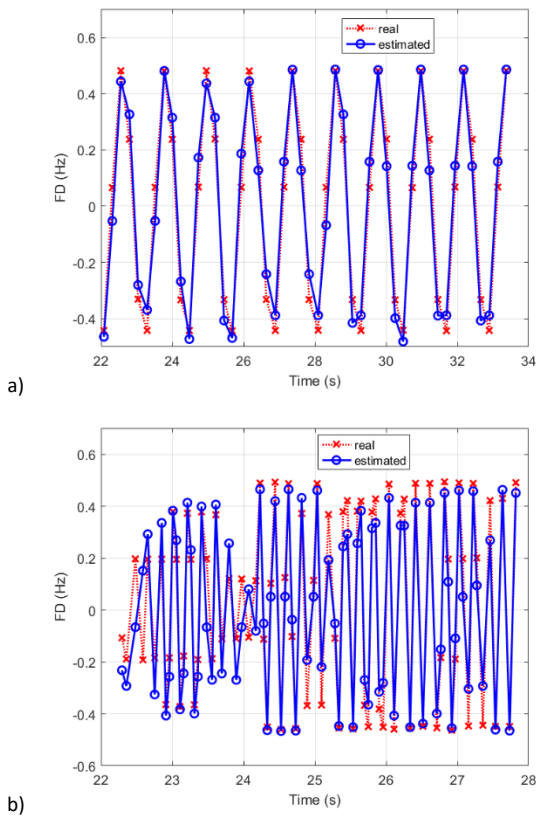 real
estimated
0.6
0.4
0.2
0
-0.2
-0.4
FD (Hz)
22 24 26 28 30 32 34
Time (s)
a)
real
estimated
0.6
0.4
0.2
0
-0.2
-0.4
-0.6
FD (Hz)
22 23 24 25 26 27 28
Time (s)
b)